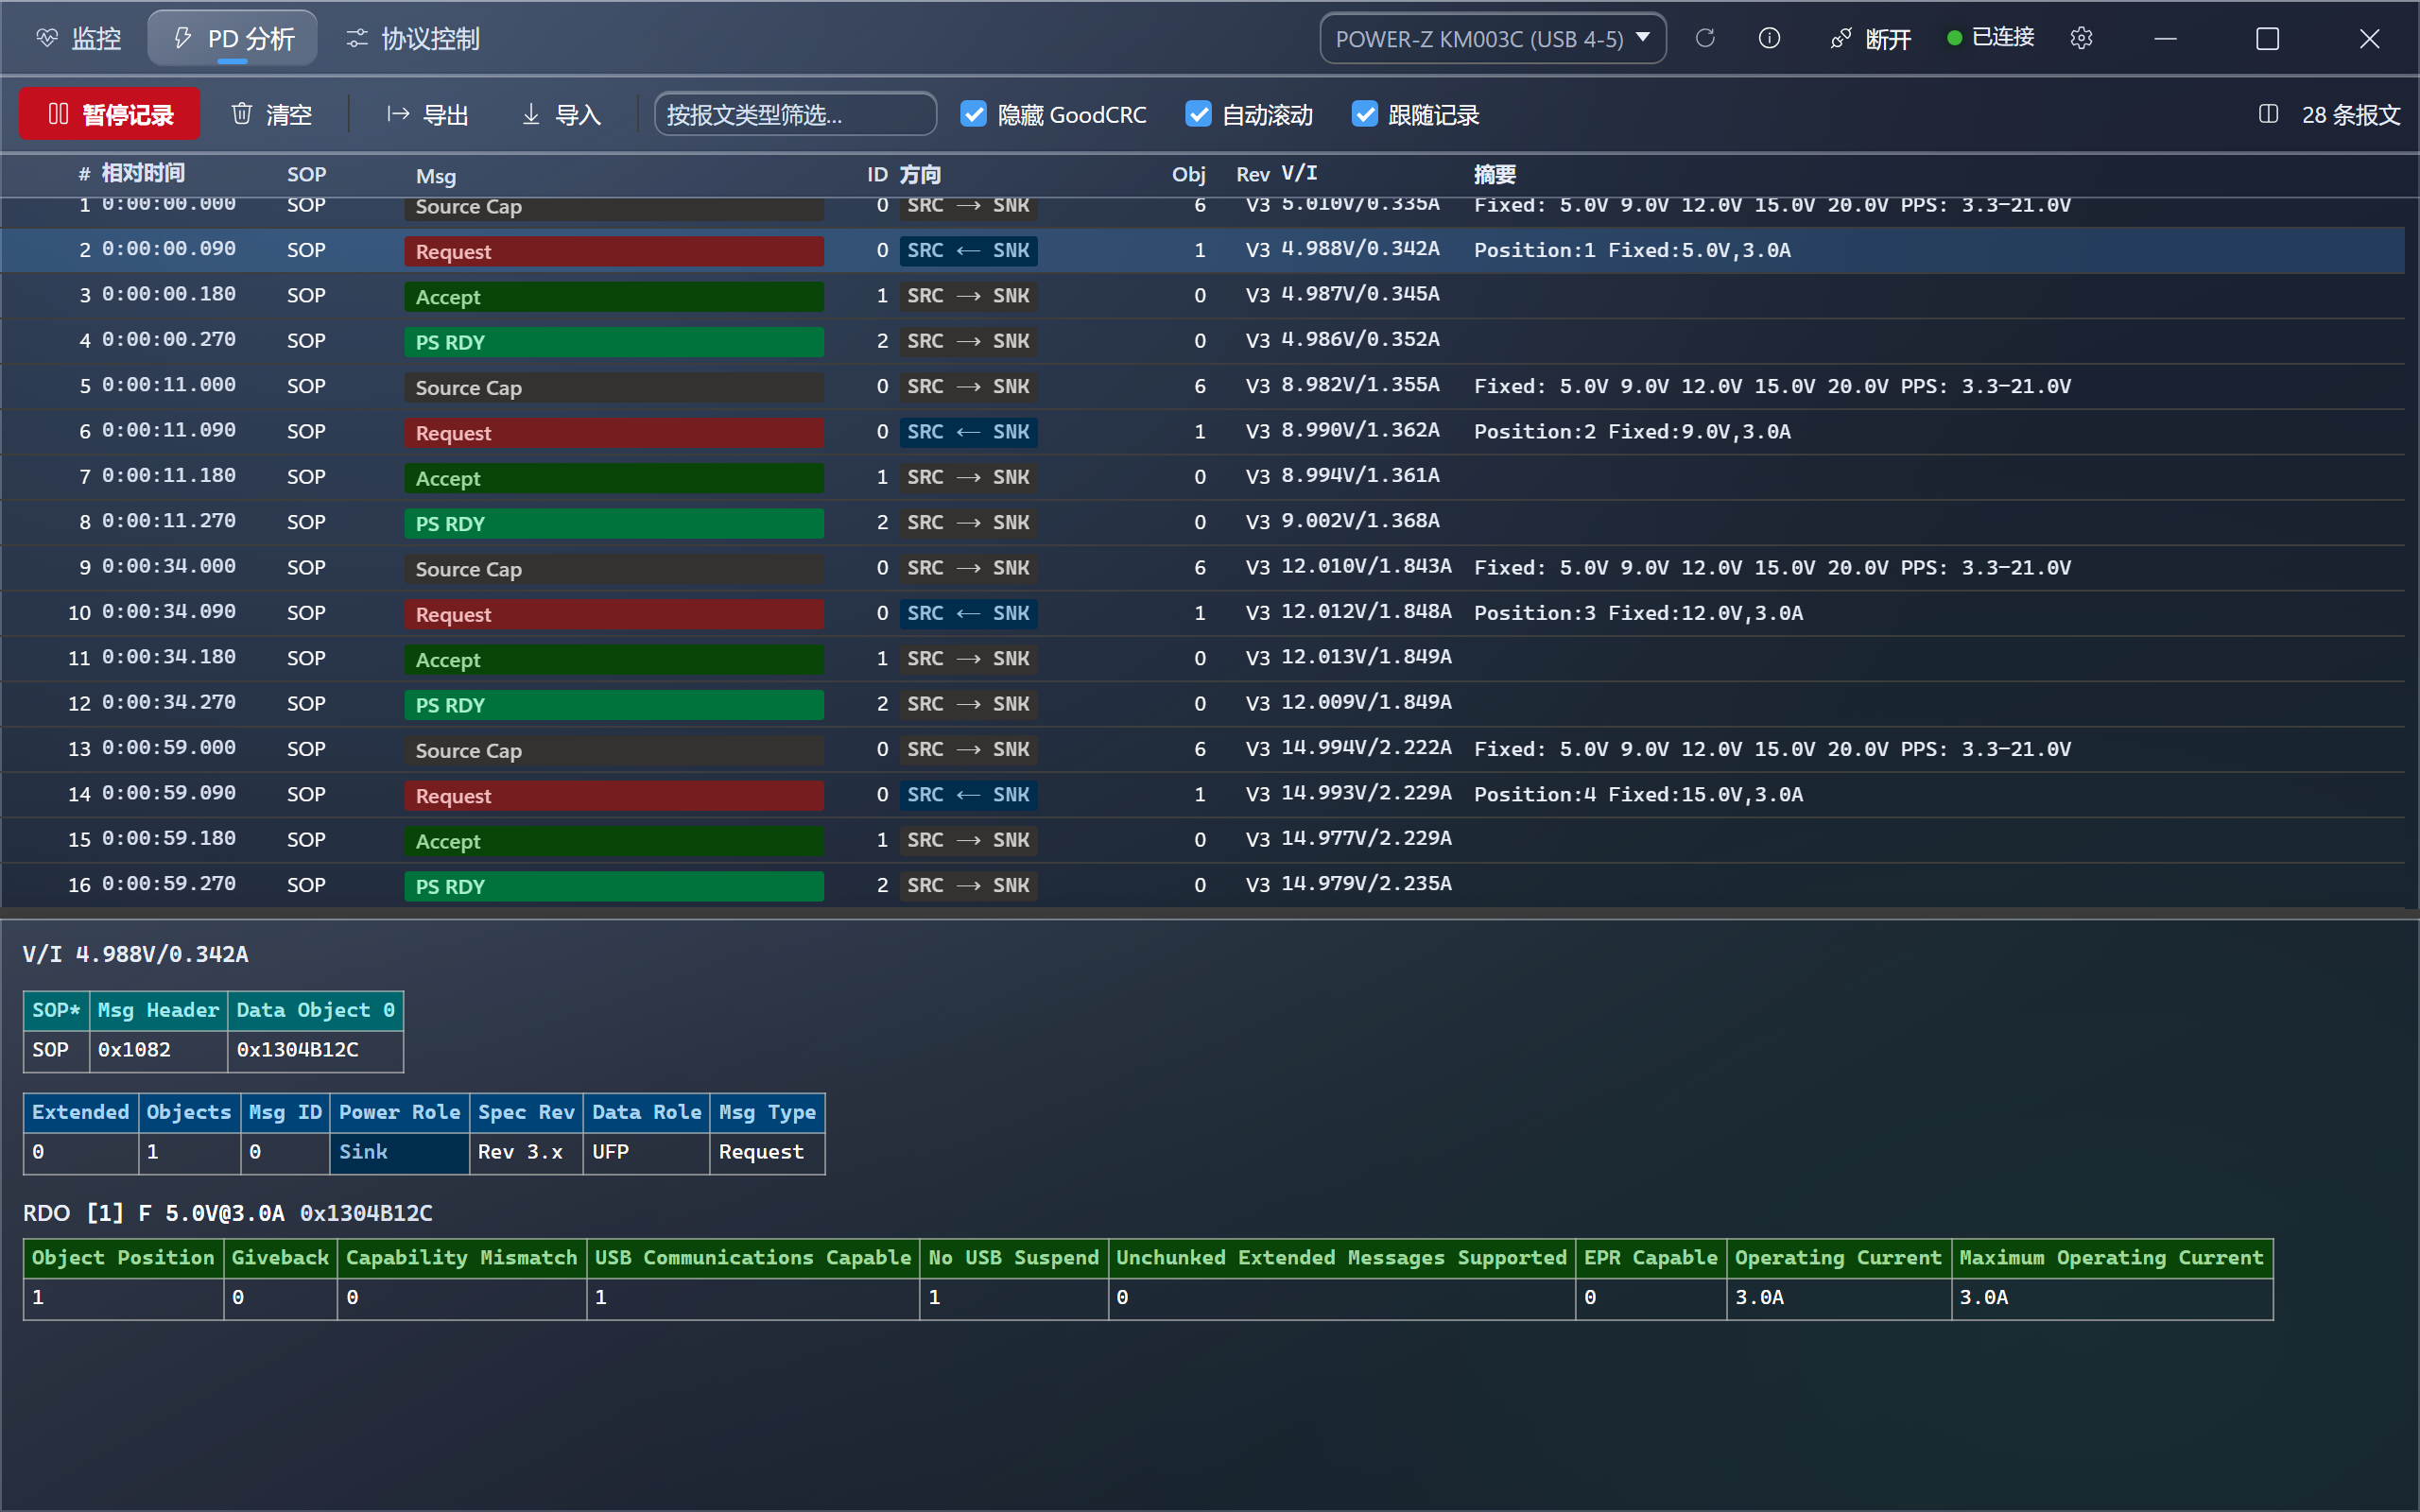 监控 PD 分析 协议控制 POWER-Z KM003C (USB 4-5) 断开 已连接
暂停记录 清空 导出 导入 按报文类型筛选... 隐藏 GoodCRC 自动滚动 跟随记录 28 条报文
# 相对时间 SOP Msg ID 方向 Obj Rev V/I 摘要
1 0:00:00.000 SOP Source Cap 0 SRC → SNK 6 V3 5.010V/0.335A Fixed: 5.0V 9.0V 12.0V 15.0V 20.0V PPS: 3.3-21.0V
2 0:00:00.090 SOP Request 0 SRC ← SNK 1 V3 4.988V/0.342A Position:1 Fixed:5.0V,3.0A
3 0:00:00.180 SOP Accept 1 SRC → SNK 0 V3 4.987V/0.345A
4 0:00:00.270 SOP PS RDY 2 SRC → SNK 0 V3 4.986V/0.352A
5 0:00:11.000 SOP Source Cap 0 SRC → SNK 6 V3 8.982V/1.355A Fixed: 5.0V 9.0V 12.0V 15.0V 20.0V PPS: 3.3-21.0V
6 0:00:11.090 SOP Request 0 SRC ← SNK 1 V3 8.990V/1.362A Position:2 Fixed:9.0V,3.0A
7 0:00:11.180 SOP Accept 1 SRC → SNK 0 V3 8.994V/1.361A
8 0:00:11.270 SOP PS RDY 2 SRC → SNK 0 V3 9.002V/1.368A
9 0:00:34.000 SOP Source Cap 0 SRC → SNK 6 V3 12.010V/1.843A Fixed: 5.0V 9.0V 12.0V 15.0V 20.0V PPS: 3.3-21.0V
10 0:00:34.090 SOP Request 0 SRC ← SNK 1 V3 12.012V/1.848A Position:3 Fixed:12.0V,3.0A
11 0:00:34.180 SOP Accept 1 SRC → SNK 0 V3 12.013V/1.849A
12 0:00:34.270 SOP PS RDY 2 SRC → SNK 0 V3 12.009V/1.849A
13 0:00:59.000 SOP Source Cap 0 SRC → SNK 6 V3 14.994V/2.222A Fixed: 5.0V 9.0V 12.0V 15.0V 20.0V PPS: 3.3-21.0V
14 0:00:59.090 SOP Request 0 SRC ← SNK 1 V3 14.993V/2.229A Position:4 Fixed:15.0V,3.0A
15 0:00:59.180 SOP Accept 1 SRC → SNK 0 V3 14.977V/2.229A
16 0:00:59.270 SOP PS RDY 2 SRC → SNK 0 V3 14.979V/2.235A
V/I 4.988V/0.342A
SOP* Msg Header Data Object 0
SOP 0x1082 0x1304B12C
Extended Objects Msg ID Power Role Spec Rev Data Role Msg Type
0 1 0 Sink Rev 3.x UFP Request
RDO [1] F 5.0V@3.0A 0x1304B12C
Object Position Giveback Capability Mismatch USB Communications Capable No USB Suspend Unchunked Extended Messages Supported EPR Capable Operating Current Maximum Operating Current
1 0 0 1 1 0 0 3.0A 3.0A